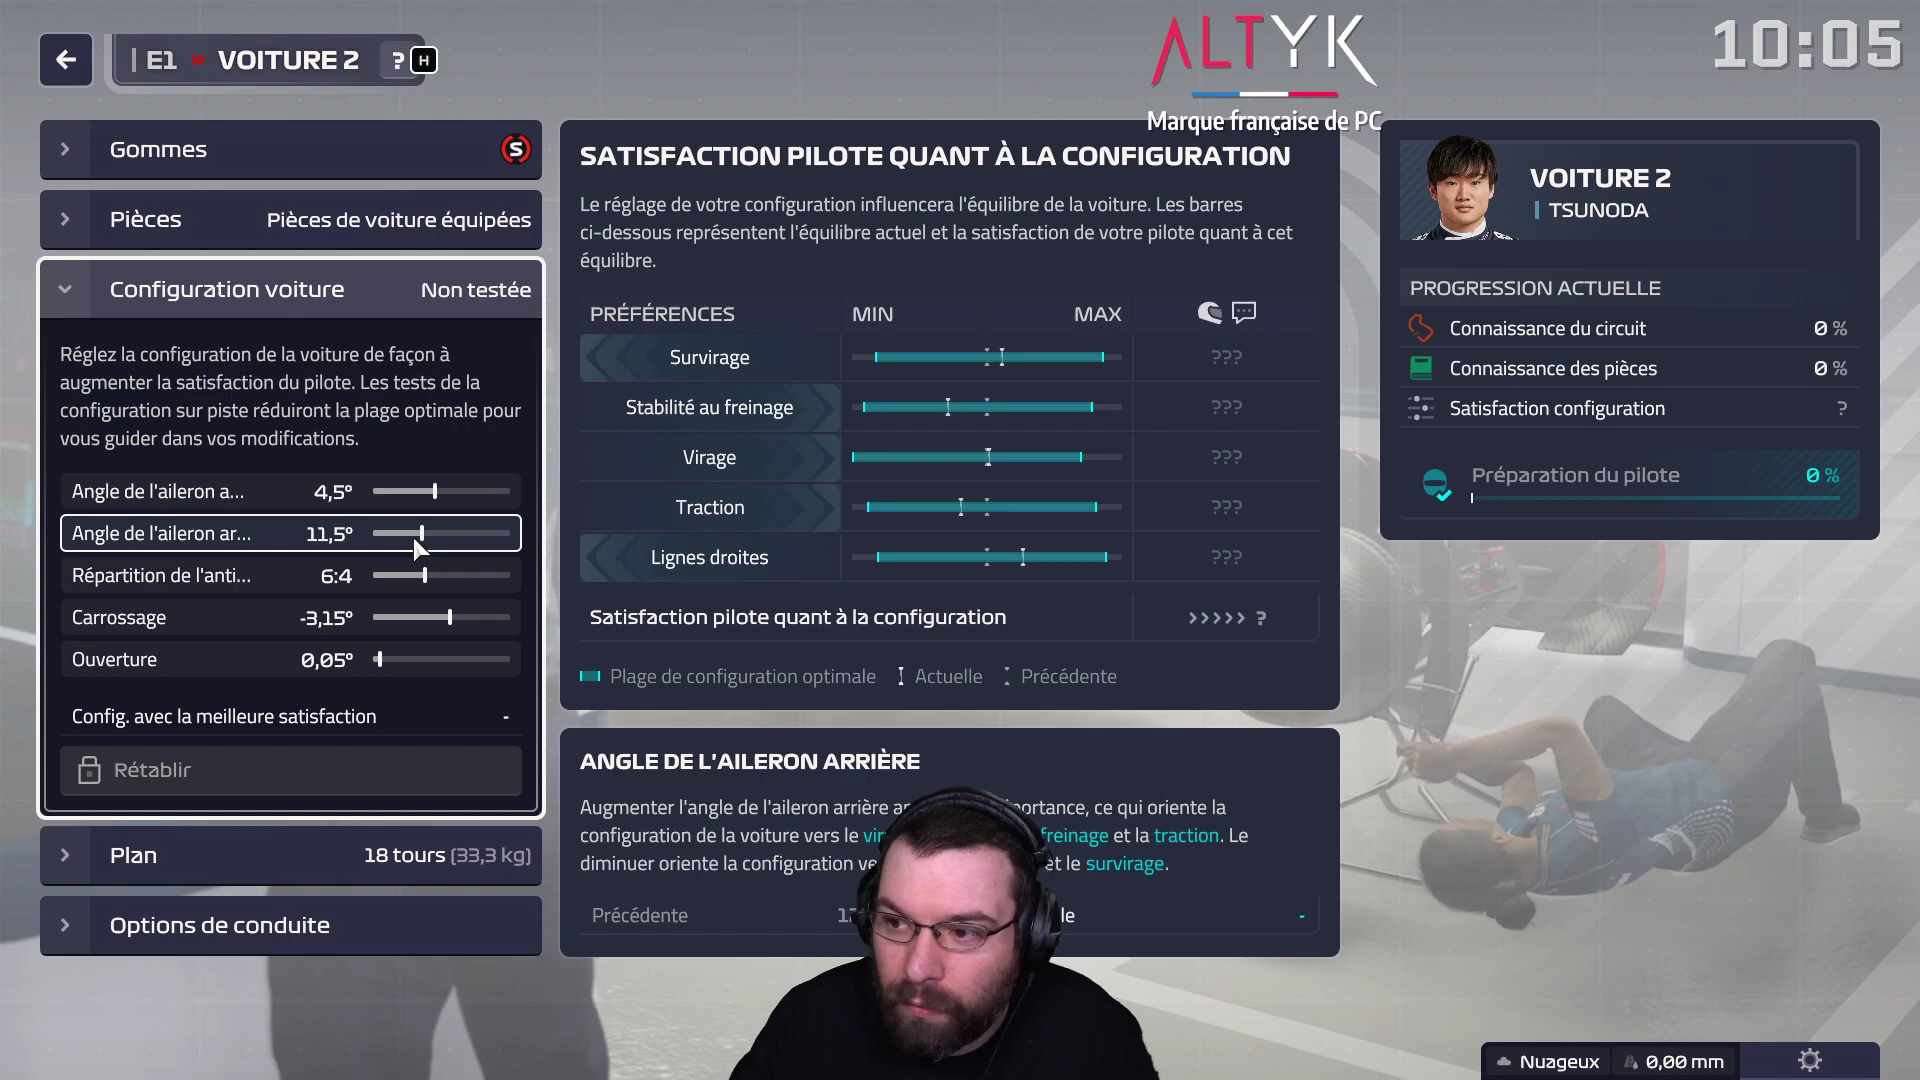 E1 » VOITURE 2 ? H
ALTYK
Marque française de PC
10:05
Gommes S
Pièces Pièces de voiture équipées
Configuration voiture Non testée
Réglez la configuration de la voiture de façon à
augmenter la satisfaction du pilote. Les tests de la
configuration sur piste réduiront la plage optimale pour
vous guider dans vos modifications.
Angle de l'aileron a... 4,5°
Angle de l'aileron ar... 11,5°
Répartition de l'anti... 6:4
Carrossage -3,15°
Ouverture 0,05°
Config. avec la meilleure satisfaction -
Rétablir
Plan 18 tours (33,3 kg)
Options de conduite
SATISFACTION PILOTE QUANT À LA CONFIGURATION
Le réglage de votre configuration influencera l'équilibre de la voiture. Les barres
ci-dessous représentent l'équilibre actuel et la satisfaction de votre pilote quant à cet
équilibre.
PRÉFÉRENCES MIN MAX
Survirage ???
Stabilité au freinage ???
Virage ???
Traction ???
Lignes droites ???
Satisfaction pilote quant à la configuration >>>>> ?
Plage de configuration optimale Actuelle Précédente
ANGLE DE L'AILERON ARRIÈRE
Augmenter l'angle de l'aileron arrière, ce qui oriente la
configuration de la voiture vers le freinage et la traction. Le
diminuer oriente la configuration et le survirage.
Précédente -
VOITURE 2
TSUNODA
PROGRESSION ACTUELLE
Connaissance du circuit 0 %
Connaissance des pièces 0 %
Satisfaction configuration ?
Préparation du pilote 0 %
Nuageux 0,00 mm